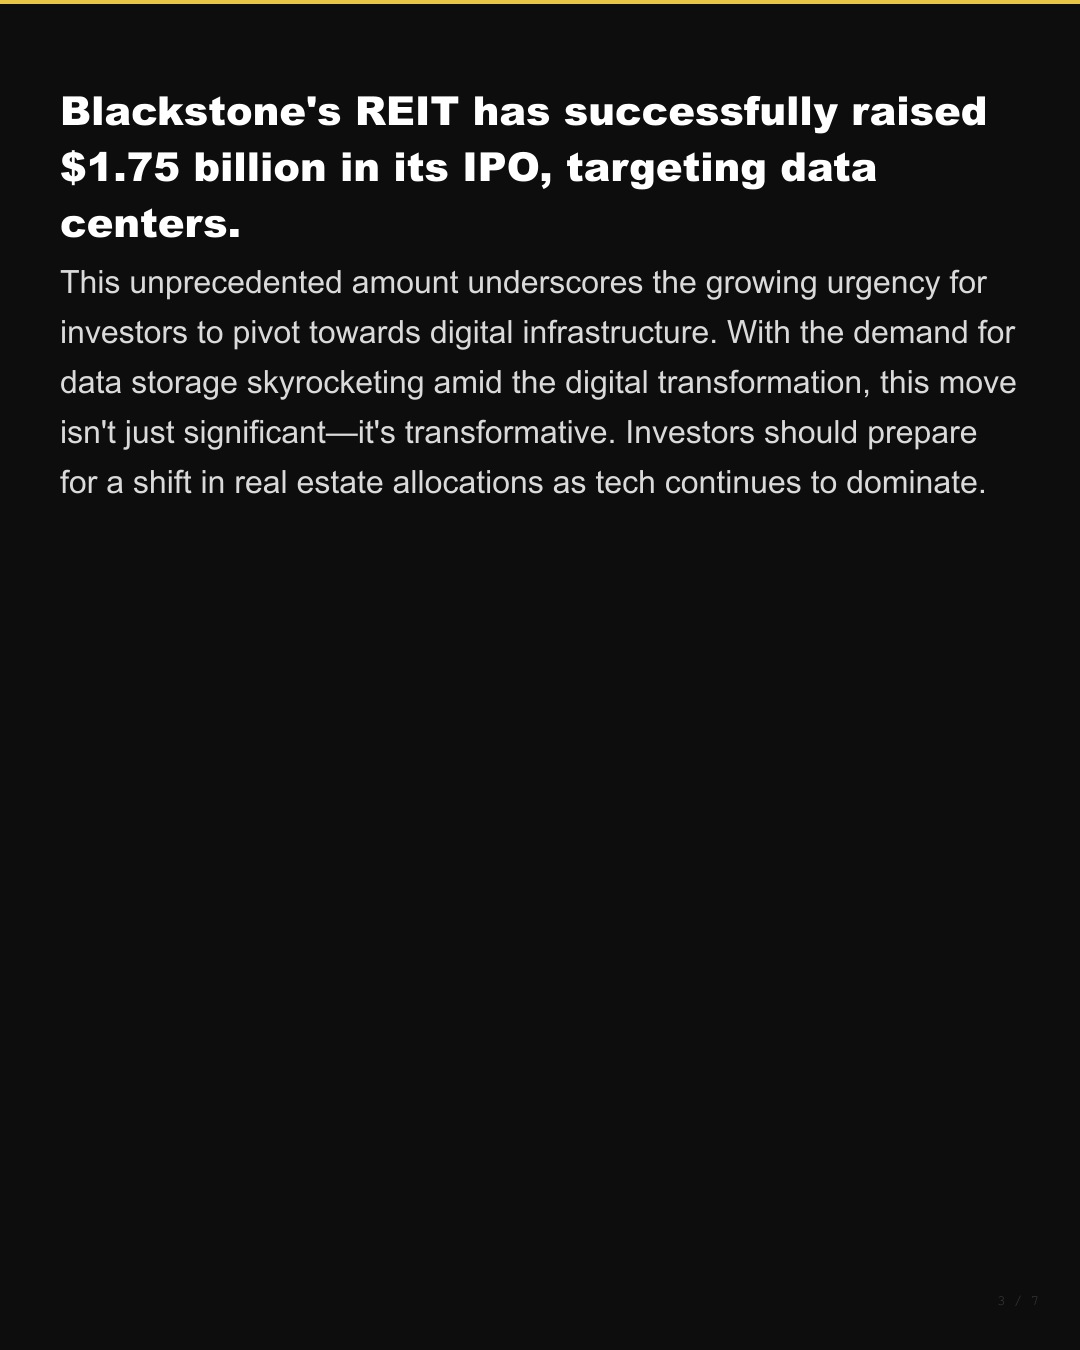 Blackstone's REIT has successfully raised
$1.75 billion in its IPO, targeting data
centers.
This unprecedented amount underscores the growing urgency for
investors to pivot towards digital infrastructure. With the demand for
data storage skyrocketing amid the digital transformation, this move
isn't just significant—it's transformative. Investors should prepare
for a shift in real estate allocations as tech continues to dominate.
3 / 7